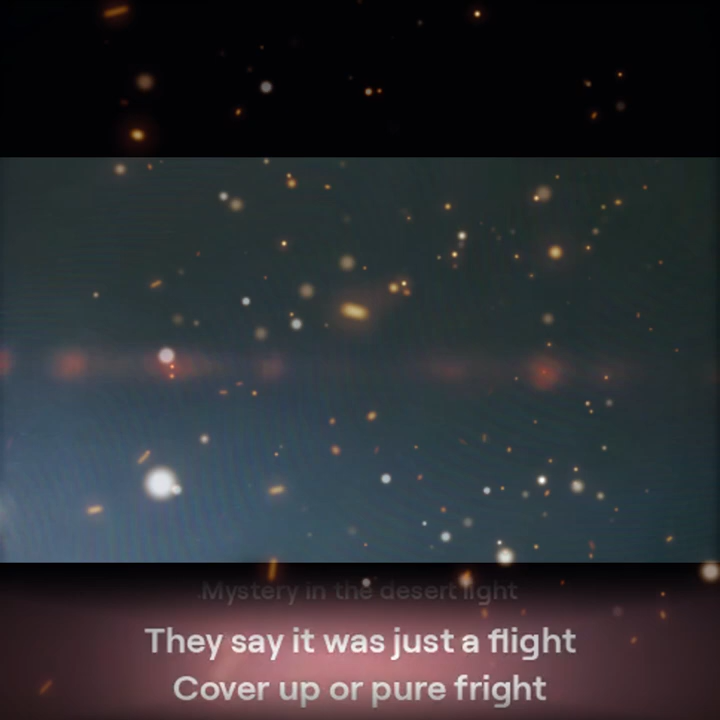 Mystery in the desert light
They say it was just a flight
Cover up or pure fright